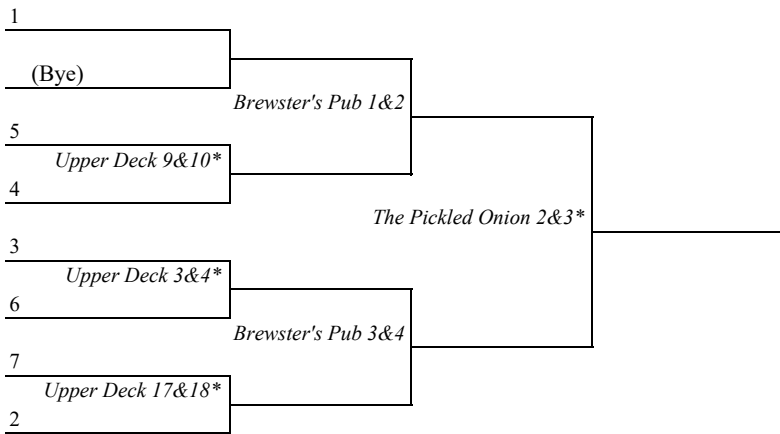 1
(Bye)
Brewster's Pub 1&2
5
Upper Deck 9&10*
4
The Pickled Onion 2&3*
3
Upper Deck 3&4*
6
Brewster's Pub 3&4
7
Upper Deck 17&18*
2